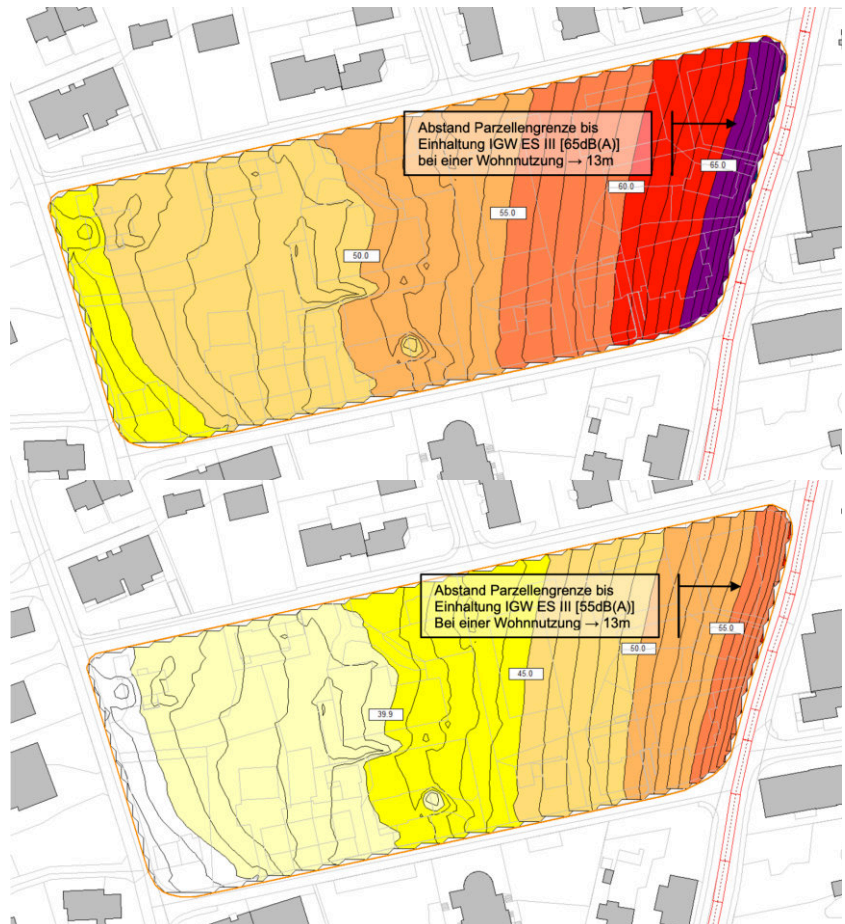 Abstand Parzellengrenze bis
Einhaltung IGW ES III [65dB(A)]
bei einer Wohnnutzung → 13m
65.0
60.0
55.0
50.0
Abstand Parzellengrenze bis
Einhaltung IGW ES III [55dB(A)]
Bei einer Wohnnutzung → 13m
55.0
50.0
45.0
39.9